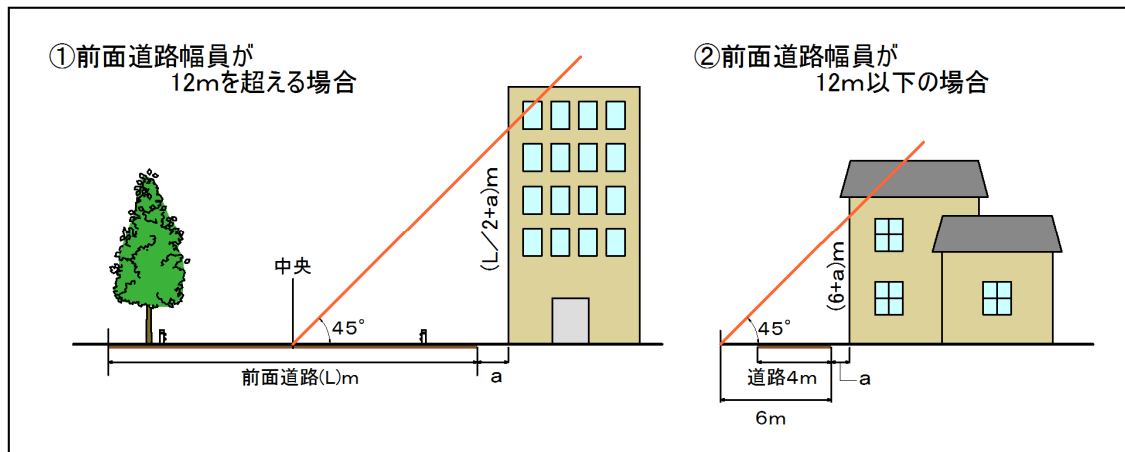 ①前面道路幅員が
12mを超える場合
(L／2+a)m
中央
45°
前面道路(L)m
a
②前面道路幅員が
12m以下の場合
(6+a)m
45°
道路4m
a
6m